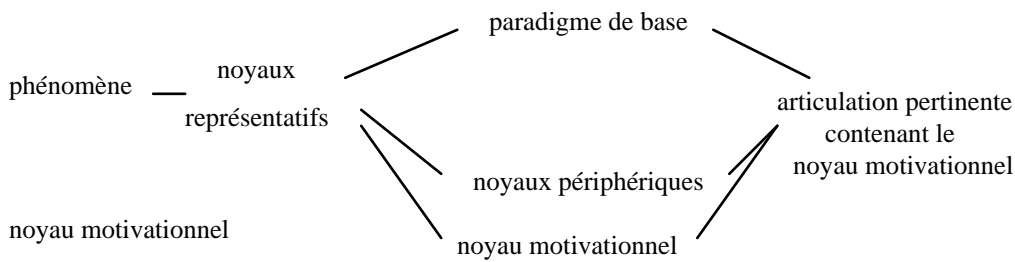 paradigme de base
phénomène
noyaux
représentatifs
articulation pertinente
contenant le
noyau motivationnel
noyaux périphériques
noyau motivationnel
noyau motivationnel